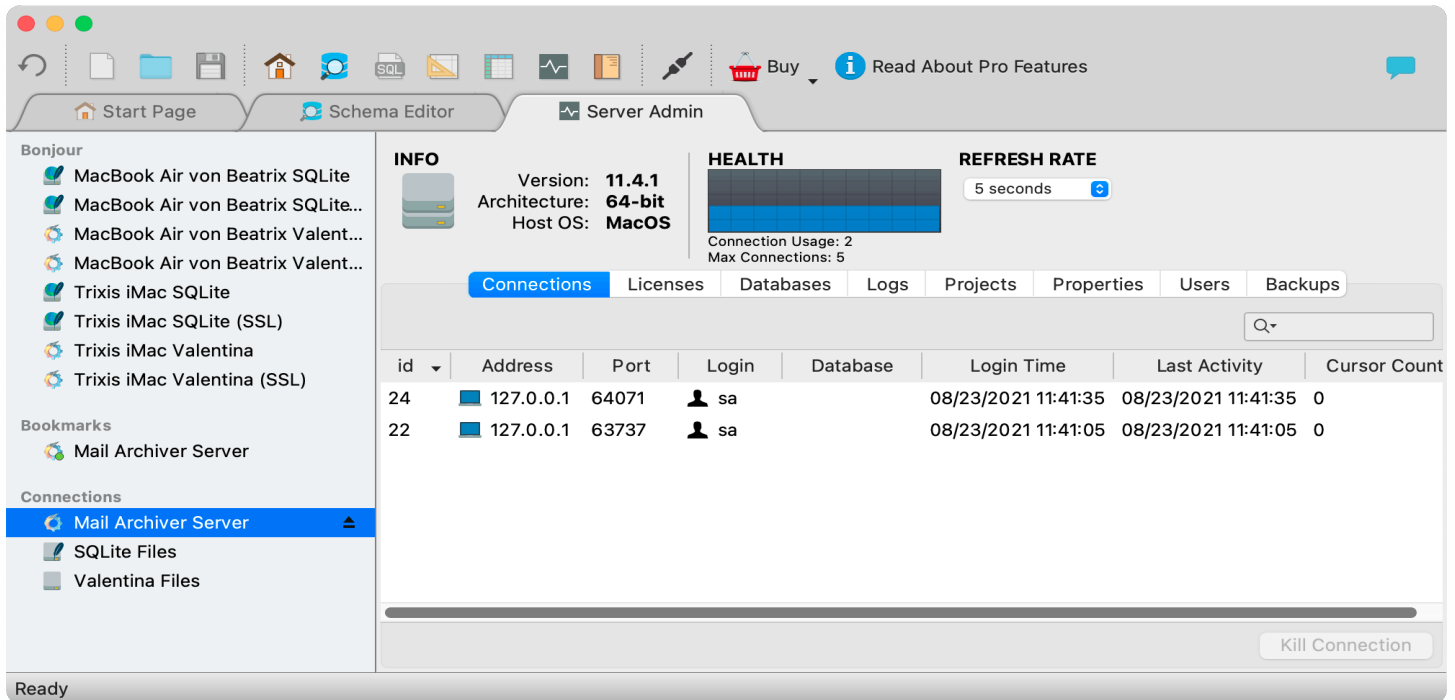 SQL
Buy
Read About Pro Features
Start Page
Schema Editor
Server Admin
Bonjour
MacBook Air von Beatrix SQLite
MacBook Air von Beatrix SQLite...
MacBook Air von Beatrix Valent...
MacBook Air von Beatrix Valent...
Trixis iMac SQLite
Trixis iMac SQLite (SSL)
Trixis iMac Valentina
Trixis iMac Valentina (SSL)
Bookmarks
Mail Archiver Server
Connections
Mail Archiver Server
SQLite Files
Valentina Files
INFO
Version: 11.4.1
Architecture: 64-bit
Host OS: MacOS
HEALTH
Connection Usage: 2
Max Connections: 5
REFRESH RATE
5 seconds
Connections Licenses Databases Logs Projects Properties Users Backups
id Address Port Login Database Login Time Last Activity Cursor Count
24 127.0.0.1 64071 sa 08/23/2021 11:41:35 08/23/2021 11:41:35 0
22 127.0.0.1 63737 sa 08/23/2021 11:41:05 08/23/2021 11:41:05 0
Kill Connection
Ready